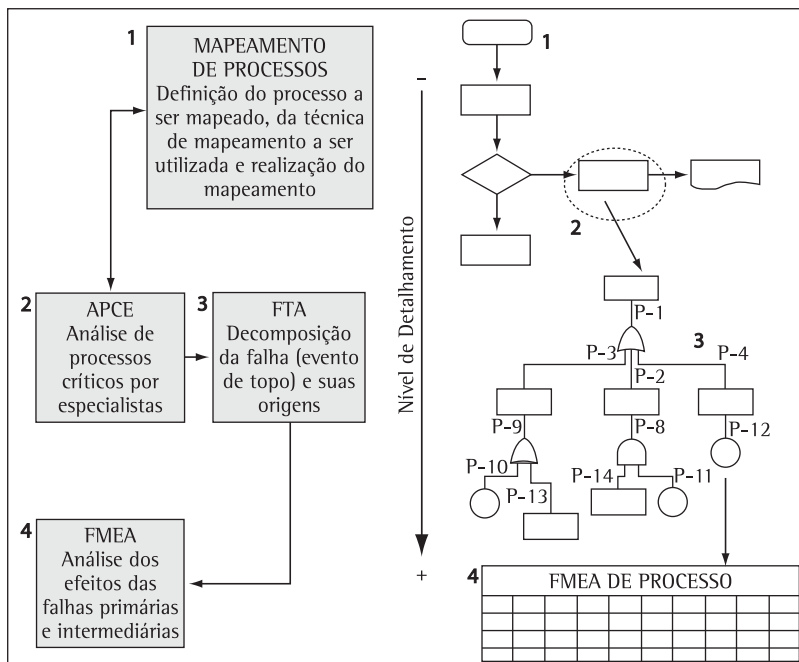 1
MAPEAMENTO
DE PROCESSOS
Definição do processo a
ser mapeado, da técnica
de mapeamento a ser
utilizada e realização do
mapeamento
2
APCE
Análise de
processos
críticos por
especialistas
3
FTA
Decomposição
da falha (evento
de topo) e suas
origens
4
FMEA
Análise dos
efeitos das
falhas primárias
e intermediárias
–
Nível de Detalhamento
+
1
2
3
P-1
P-3
P-4
P-2
P-9
P-8
P-12
P-10
P-13
P-14
P-11
4
FMEA DE PROCESSO